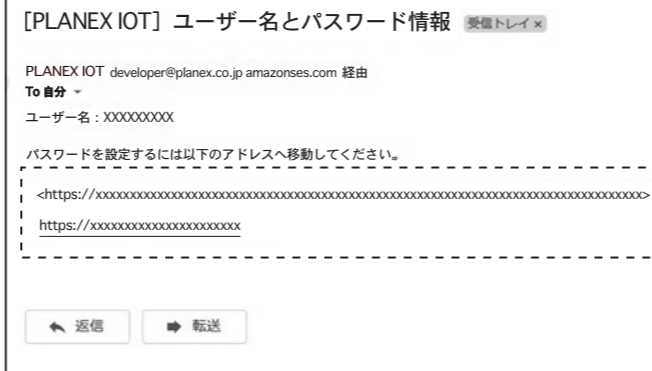 [PLANEX IOT] ユーザー名とパスワード情報 受信トレイ ×
PLANEX IOT developer@planex.co.jp amazonses.com 経由
To 自分
ユーザー名：XXXXXXXXX
パスワードを設定するには以下のアドレスへ移動してください。
<https://xxxxxxxxxxxxxxxxxxxxxxxxxxxxxxxxxxxxxxxxxxxxxxxxxxxxxxxxxxxxxxxxxxxxxxxxxxxxxxxx>
https://xxxxxxxxxxxxxxxxxxxxxx
返信 転送